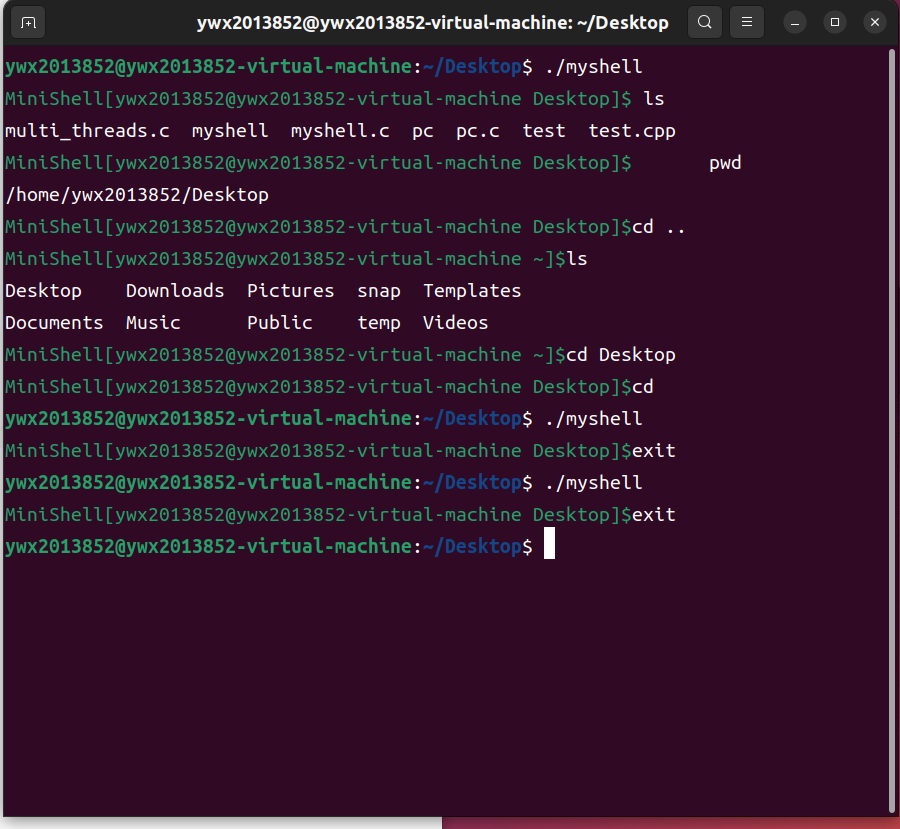 ywx2013852@ywx2013852-virtual-machine: ~/Desktop
ywx2013852@ywx2013852-virtual-machine:~/Desktop$ ./myshell
MiniShell[ywx2013852@ywx2013852-virtual-machine Desktop]$ ls
multi_threads.c  myshell  myshell.c  pc  pc.c  test  test.cpp
MiniShell[ywx2013852@ywx2013852-virtual-machine Desktop]$       pwd
/home/ywx2013852/Desktop
MiniShell[ywx2013852@ywx2013852-virtual-machine Desktop]$cd ..
MiniShell[ywx2013852@ywx2013852-virtual-machine ~]$ls
Desktop    Downloads  Pictures  snap  Templates
Documents  Music      Public    temp  Videos
MiniShell[ywx2013852@ywx2013852-virtual-machine ~]$cd Desktop
MiniShell[ywx2013852@ywx2013852-virtual-machine Desktop]$cd
ywx2013852@ywx2013852-virtual-machine:~/Desktop$ ./myshell
MiniShell[ywx2013852@ywx2013852-virtual-machine Desktop]$exit
ywx2013852@ywx2013852-virtual-machine:~/Desktop$ ./myshell
MiniShell[ywx2013852@ywx2013852-virtual-machine Desktop]$exit
ywx2013852@ywx2013852-virtual-machine:~/Desktop$